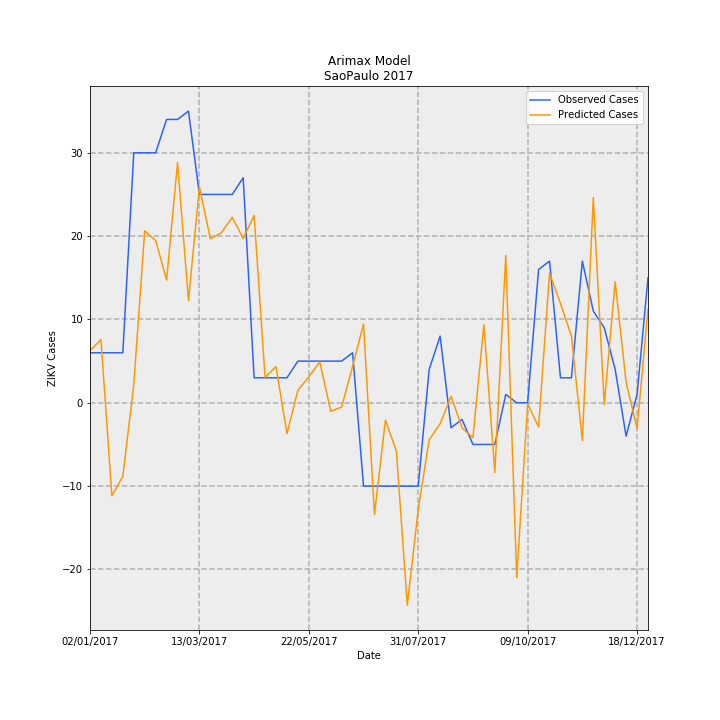 Arimax Model
SaoPaulo 2017
Observed Cases
Predicted Cases
ZIKV Cases
30
20
10
0
−10
−20
02/01/2017 13/03/2017 22/05/2017 31/07/2017 09/10/2017 18/12/2017
Date